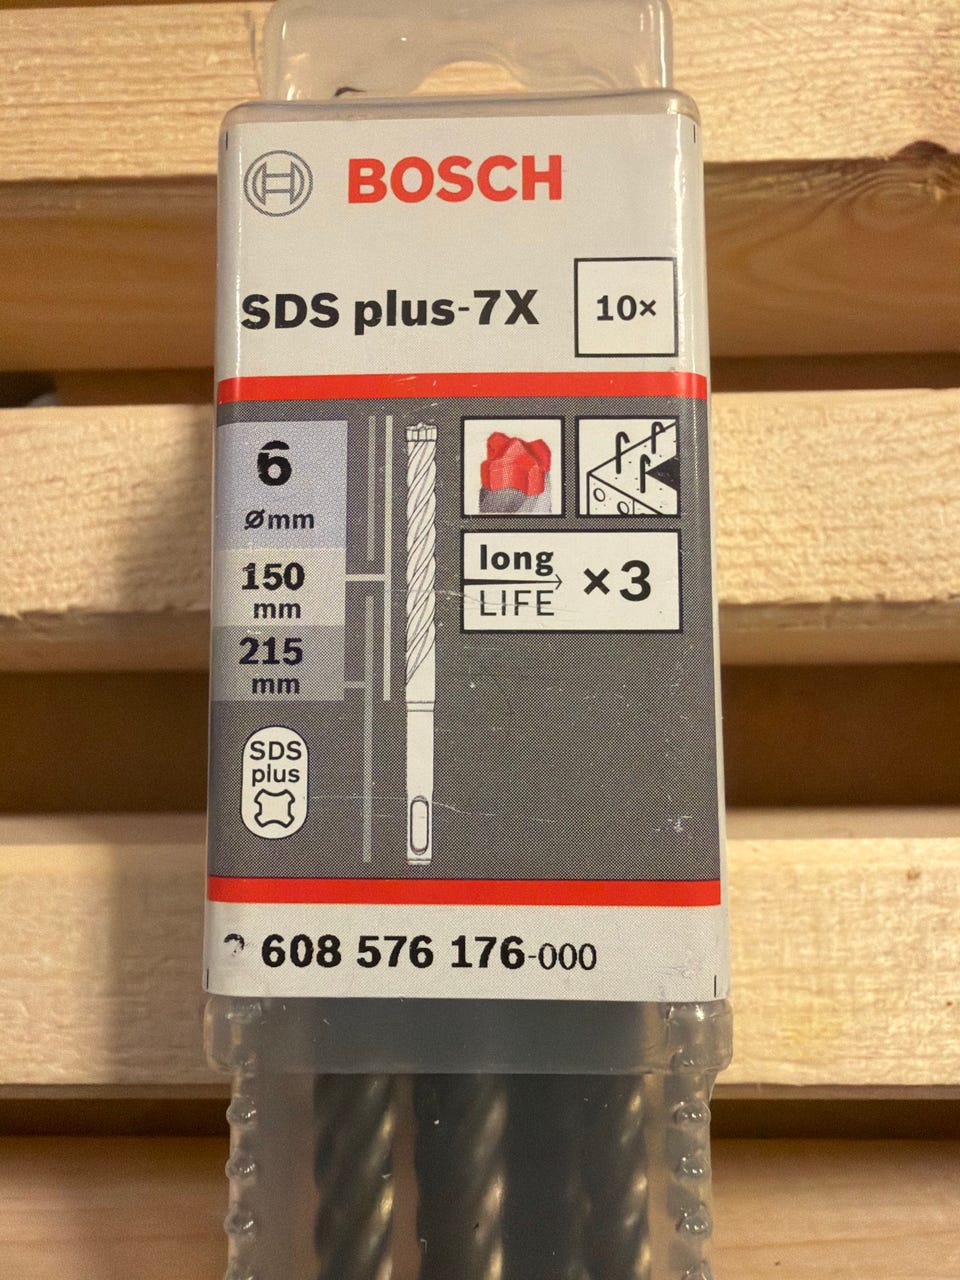 BOSCH
SDS plus-7X
10×
6
Ømm
150
mm
215
mm
long
LIFE
×3
SDS
plus
608 576 176-000